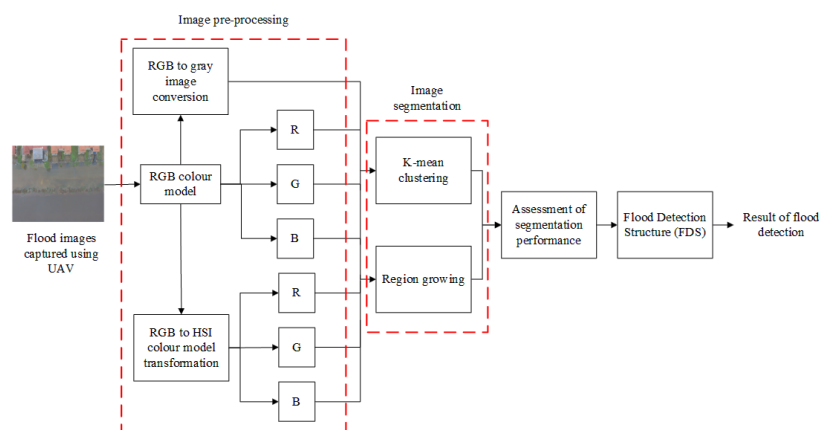 Image pre-processing
RGB to gray
image
conversion
Image
segmentation
R
K-mean
clustering
RGB colour
model
G
Flood images
captured using
UAV
B
Assessment of
segmentation
performance
Flood Detection
Structure (FDS)
Result of flood
detection
Region growing
R
RGB to HSI
colour model
transformation
G
B